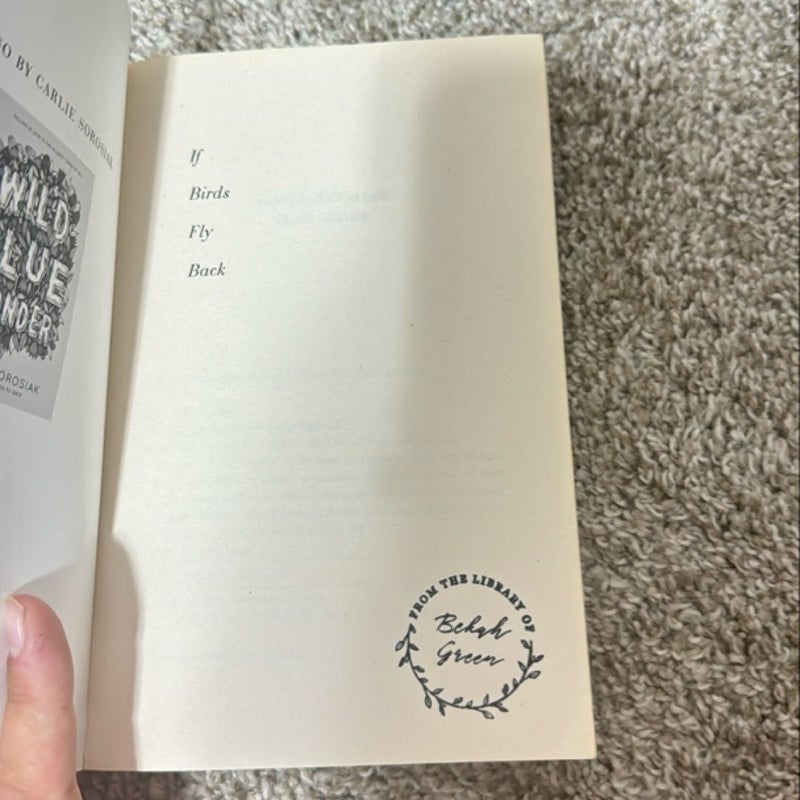 O BY CARLIE SOROSIAK
WILD
LUE
ONDER
OROSIAK
If
Birds
Fly
Back
FROM THE LIBRARY OF
Bekah
Green